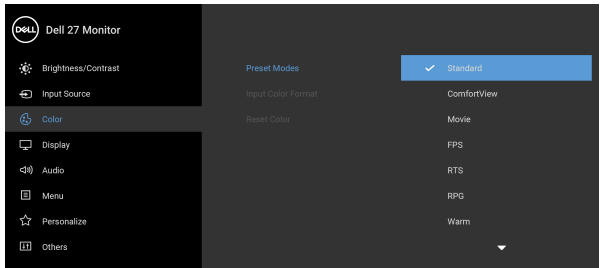 DELL Dell 27 Monitor
Brightness/Contrast
Input Source
Color
Display
Audio
Menu
Personalize
Others
Preset Modes
Input Color Format
Reset Color
Standard
ComfortView
Movie
FPS
RTS
RPG
Warm